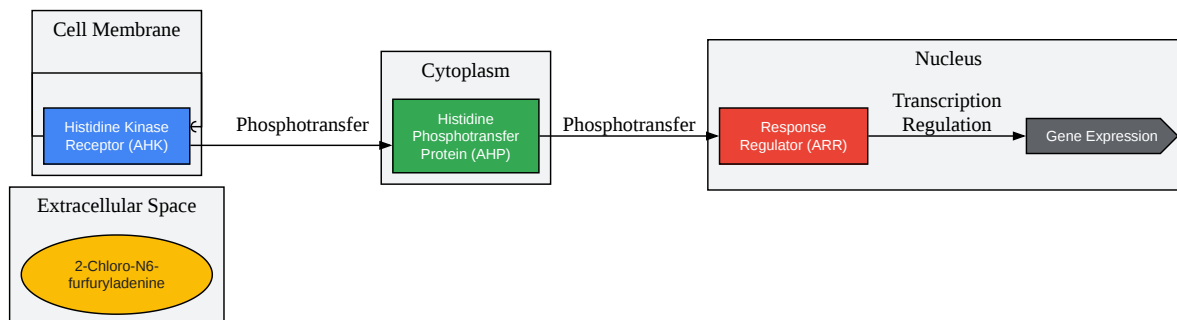 Cell Membrane
Histidine Kinase
Receptor (AHK)
Phosphotransfer
Cytoplasm
Histidine
Phosphotransfer
Protein (AHP)
Phosphotransfer
Nucleus
Response
Regulator (ARR)
Transcription
Regulation
Gene Expression
Extracellular Space
2-Chloro-N6-
furfuryladenine